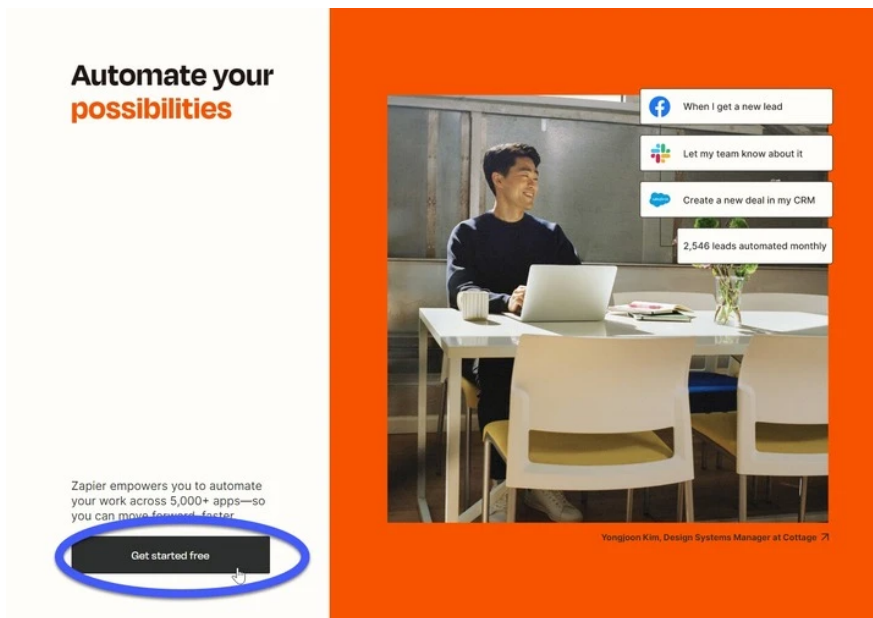 Automate your
possibilities
When I get a new lead
Let my team know about it
salesforce
Create a new deal in my CRM
2,546 leads automated monthly
Zapier empowers you to automate
your work across 5,000+ apps—so
you can move forward, faster
Get started free
Yongjoon Kim, Design Systems Manager at Cottage